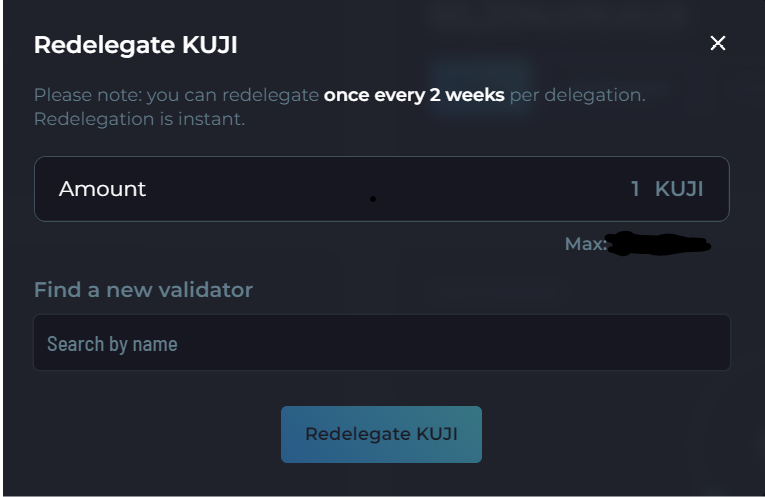 Redelegate KUJI
Please note: you can redelegate once every 2 weeks per delegation.
Redelegation is instant.
Amount 1 KUJI
Max:
Find a new validator
Search by name
Redelegate KUJI